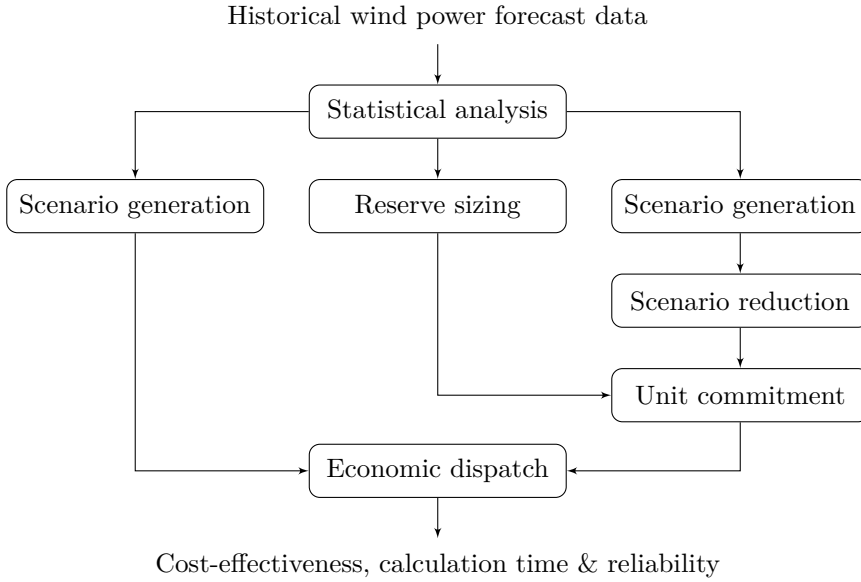 Historical wind power forecast data
Statistical analysis
Scenario generation
Reserve sizing
Scenario generation
Scenario reduction
Unit commitment
Economic dispatch
Cost-effectiveness, calculation time & reliability